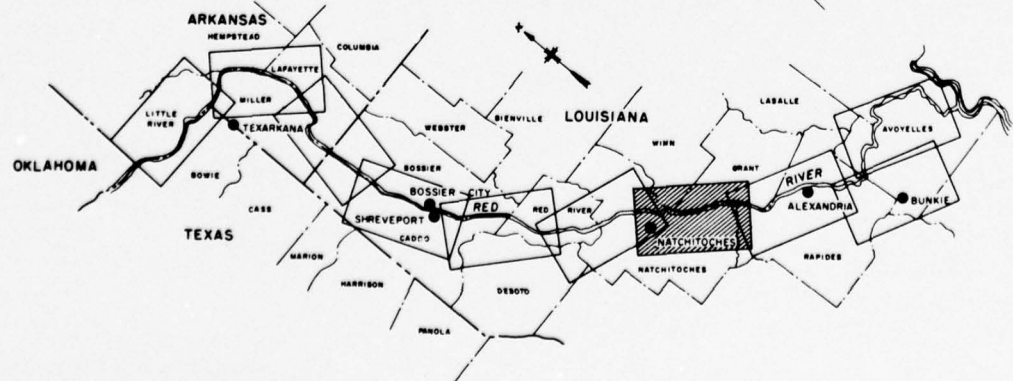 ARKANSAS
HEMPSTEAD
COLUMBIA
LAFAYETTE
LITTLE
RIVER
MILLER
TEXARKANA
OKLAHOMA
BOWIE
CASS
TEXAS
MARION
HARRISON
PANOLA
WEBSTER
BIENVILLE
LOUISIANA
BOSSIER
BOSSIER CITY
SHREVEPORT
CADDO
RED
RED RIVER
DESOTO
WINN
LASALLE
GRANT
RIVER
NATCHITOCHES
NATCHITOCHES
ALEXANDRIA
RAPIDES
AVOYELLES
BUNKIE